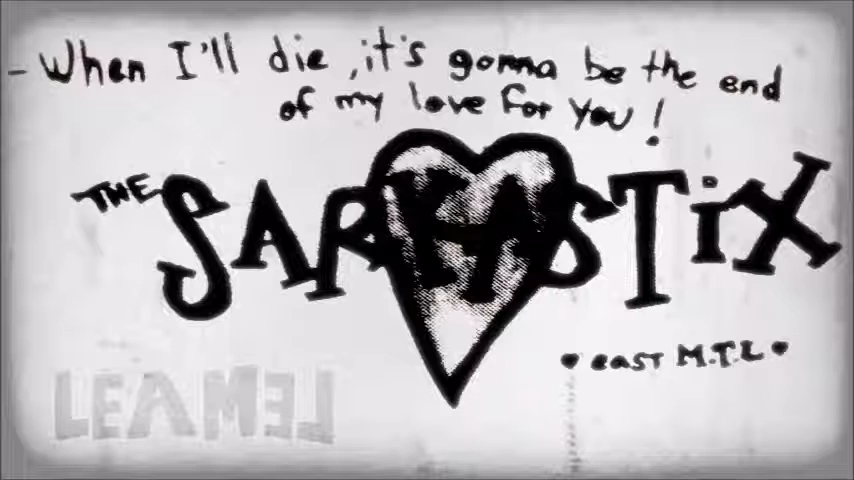 - When I'll die, it's gonna be the end
of my love for you!
THE SARKASTiX
• east M.T.L •
LEAMEL